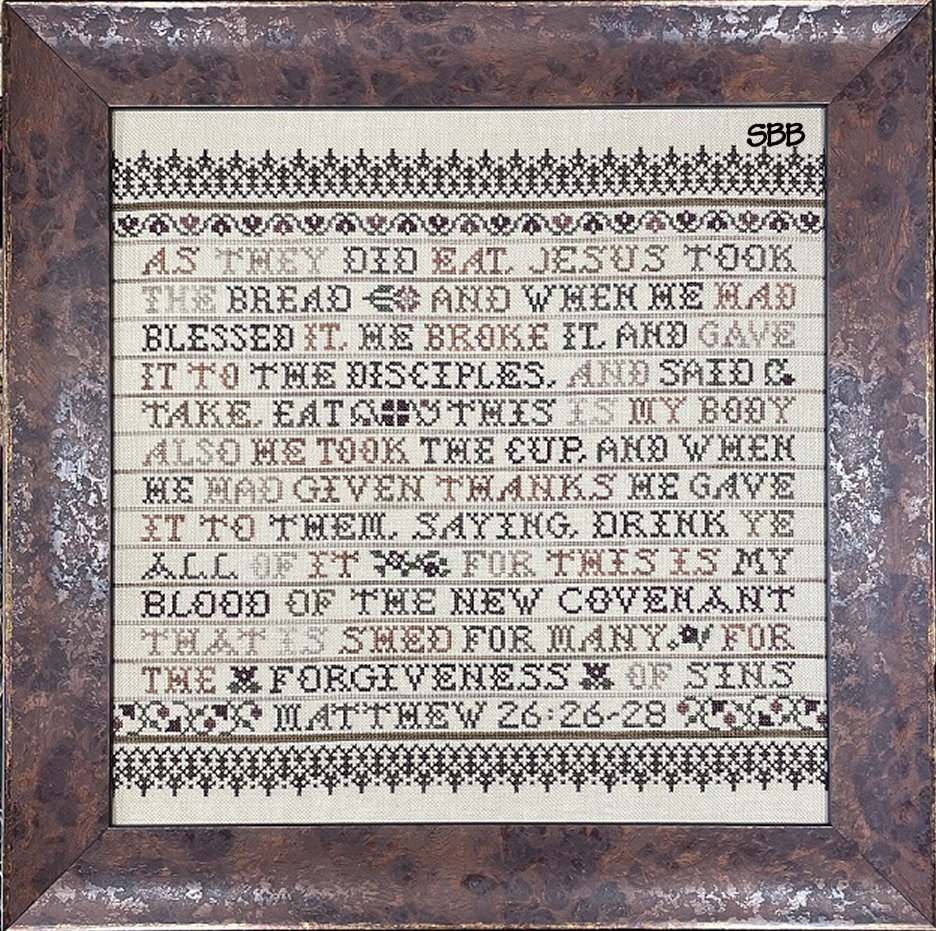 SBB
AS THEY DID EAT, JESUS TOOK
THE BREAD AND WHEN HE HAD
BLESSED IT, HE BROKE IT, AND GAVE
IT TO THE DISCIPLES, AND SAID
TAKE, EAT THIS IS MY BODY
ALSO HE TOOK THE CUP, AND WHEN
HE HAD GIVEN THANKS HE GAVE
IT TO THEM, SAYING, DRINK YE
ALL OF IT FOR THIS IS MY
BLOOD OF THE NEW COVENANT
THAT IS SHED FOR MANY, FOR
THE FORGIVENESS OF SINS
MATTHEW 26:26-28